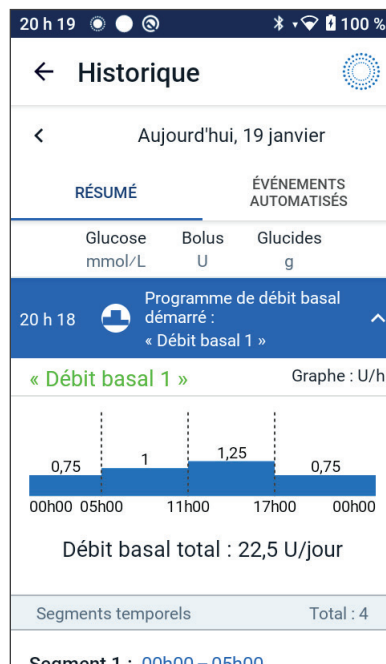 20 h 19 100 %
Historique
Aujourd'hui, 19 janvier
RÉSUMÉ
ÉVÉNEMENTS
AUTOMATISÉS
Glucose Bolus Glucides
mmol/L U g
20 h 18
Programme de débit basal
démarré :
« Débit basal 1 »
« Débit basal 1 » Graphe : U/h
0,75 1 1,25 0,75
00h00 05h00 11h00 17h00 00h00
Débit basal total : 22,5 U/jour
Segments temporels Total : 4
Segment 1 : 00h00 – 05h00